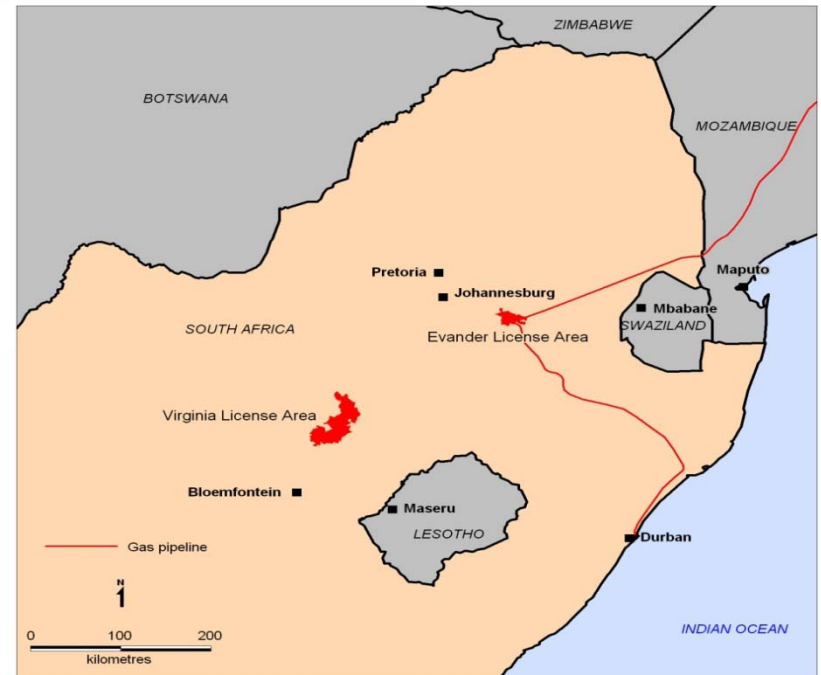 ZIMBABWE
BOTSWANA
MOZAMBIQUE
Pretoria
Maputo
Johannesburg
Mbabane
SOUTH AFRICA
SWAZILAND
Evander License Area
Virginia License Area
Bloemfontein
Maseru
LESOTHO
Durban
Gas pipeline
N
INDIAN OCEAN
0 100 200
kilometres